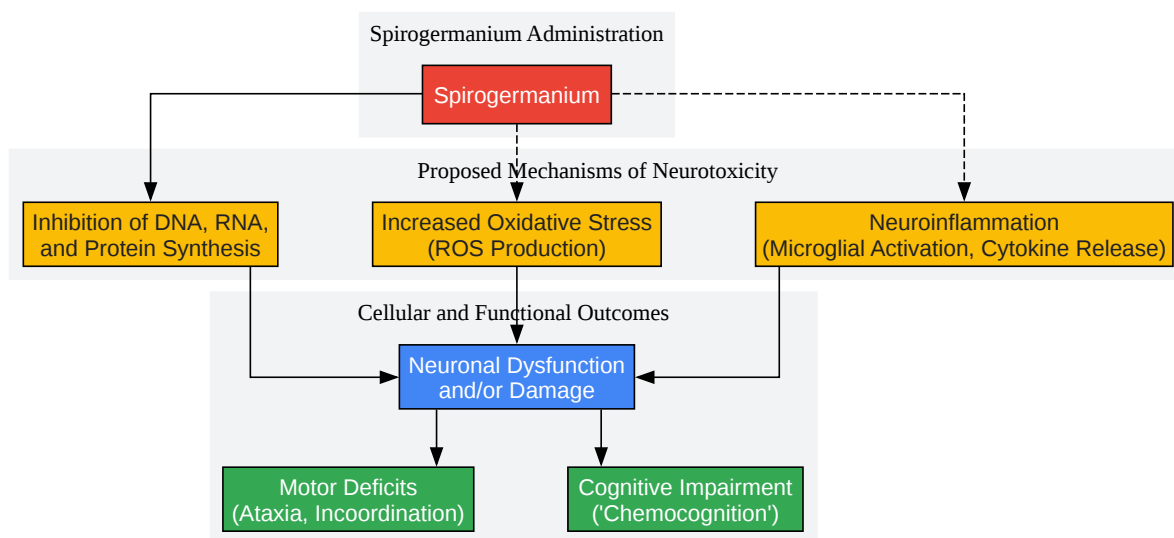 Spirogermanium Administration
Spirogermanium
Proposed Mechanisms of Neurotoxicity
Inhibition of DNA, RNA,
and Protein Synthesis
Increased Oxidative Stress
(ROS Production)
Neuroinflammation
(Microglial Activation, Cytokine Release)
Cellular and Functional Outcomes
Neuronal Dysfunction
and/or Damage
Motor Deficits
(Ataxia, Incoordination)
Cognitive Impairment
('Chemocognition')